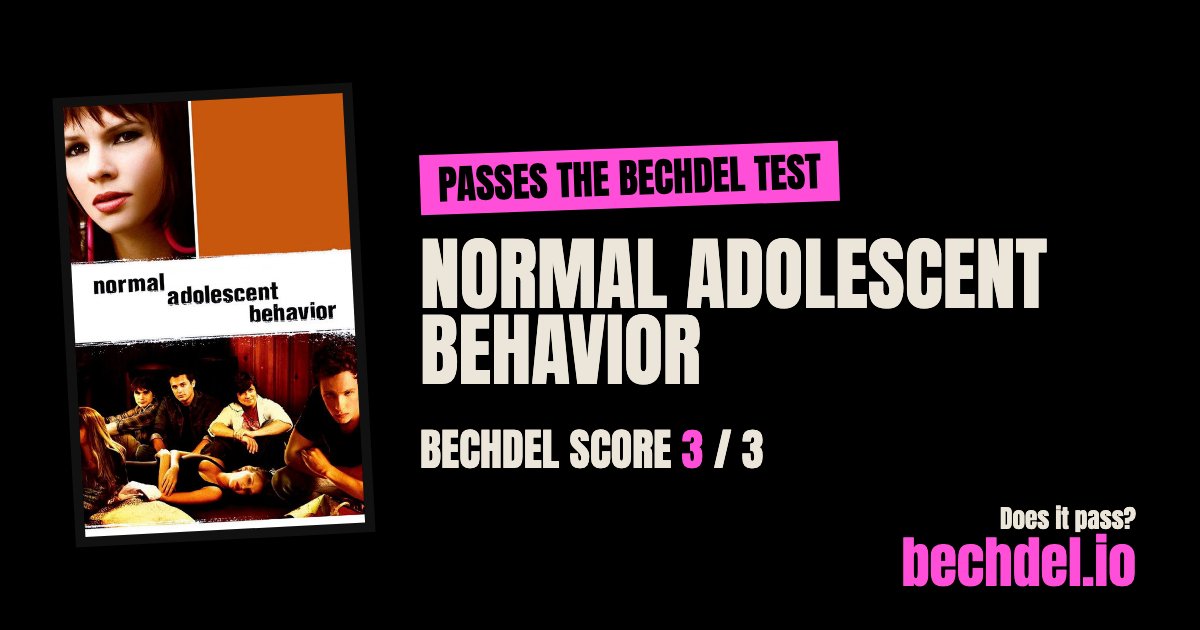 normal
adolescent
behavior
PASSES THE BECHDEL TEST
NORMAL ADOLESCENT
BEHAVIOR
BECHDEL SCORE 3 / 3
Does it pass?
bechdel.io